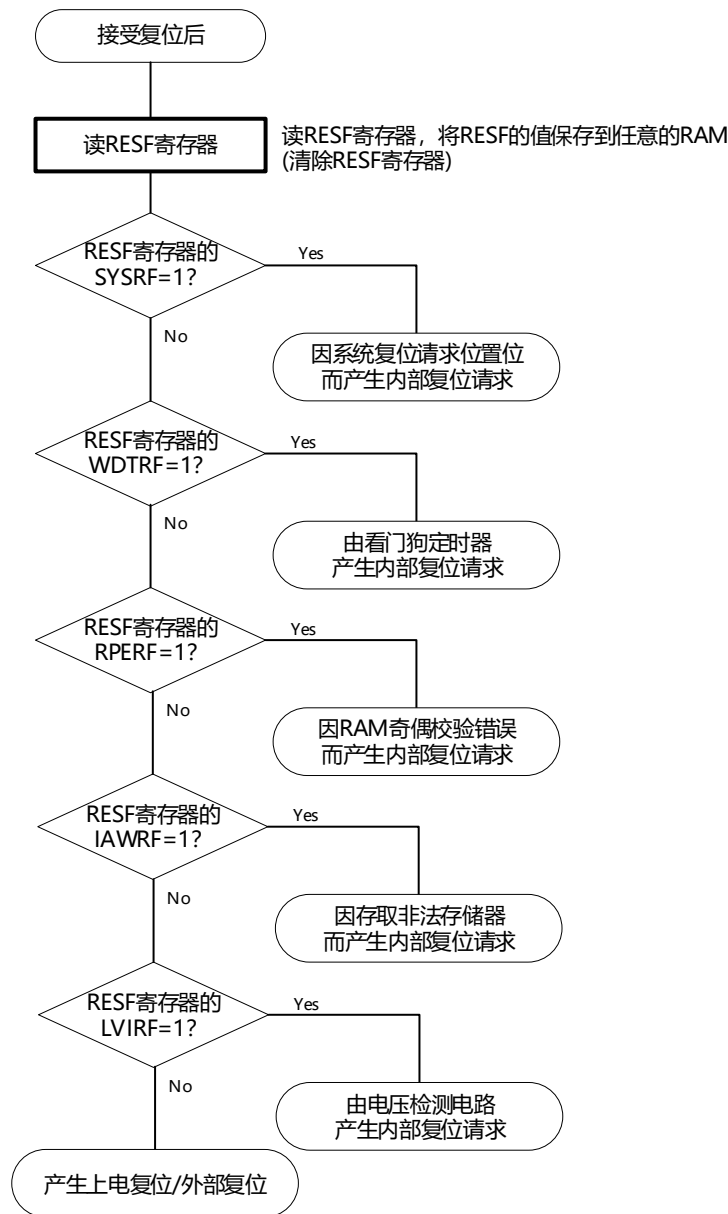 接受复位后
读RESF寄存器
读RESF寄存器，将RESF的值保存到任意的RAM
(清除RESF寄存器)
RESF寄存器的
SYSRF=1？
Yes
No
因系统复位请求位置位
而产生内部复位请求
RESF寄存器的
WDTRF=1？
Yes
No
由看门狗定时器
产生内部复位请求
RESF寄存器的
RPERF=1？
Yes
No
因RAM奇偶校验错误
而产生内部复位请求
RESF寄存器的
IAWRF=1？
Yes
No
因存取非法存储器
而产生内部复位请求
RESF寄存器的
LVIRF=1？
Yes
No
由电压检测电路
产生内部复位请求
产生上电复位/外部复位